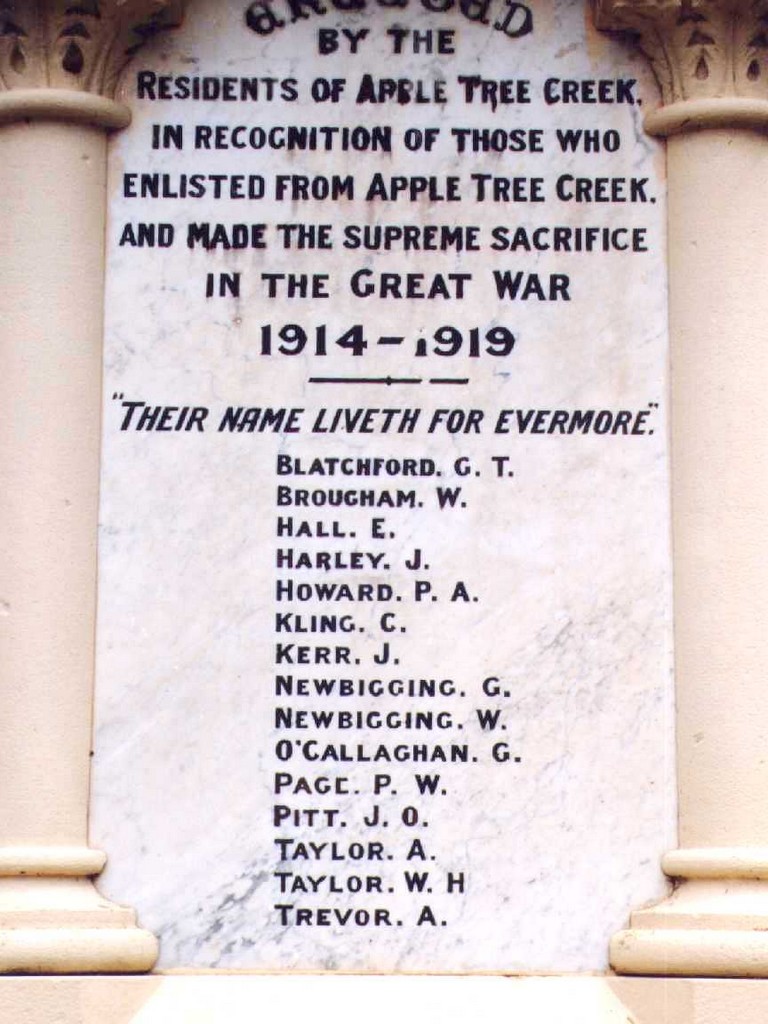 ERECTED
BY THE
RESIDENTS OF APPLE TREE CREEK,
IN RECOGNITION OF THOSE WHO
ENLISTED FROM APPLE TREE CREEK.
AND MADE THE SUPREME SACRIFICE
IN THE GREAT WAR
1914-1919
"THEIR NAME LIVETH FOR EVERMORE".
BLATCHFORD. G. T.
BROUGHAM. W.
HALL. E.
HARLEY. J.
HOWARD. P. A.
KLING. C.
KERR. J.
NEWBIGGING. G.
NEWBIGGING. W.
O'CALLAGHAN. G.
PAGE. P. W.
PITT. J. O.
TAYLOR. A.
TAYLOR. W. H
TREVOR. A.